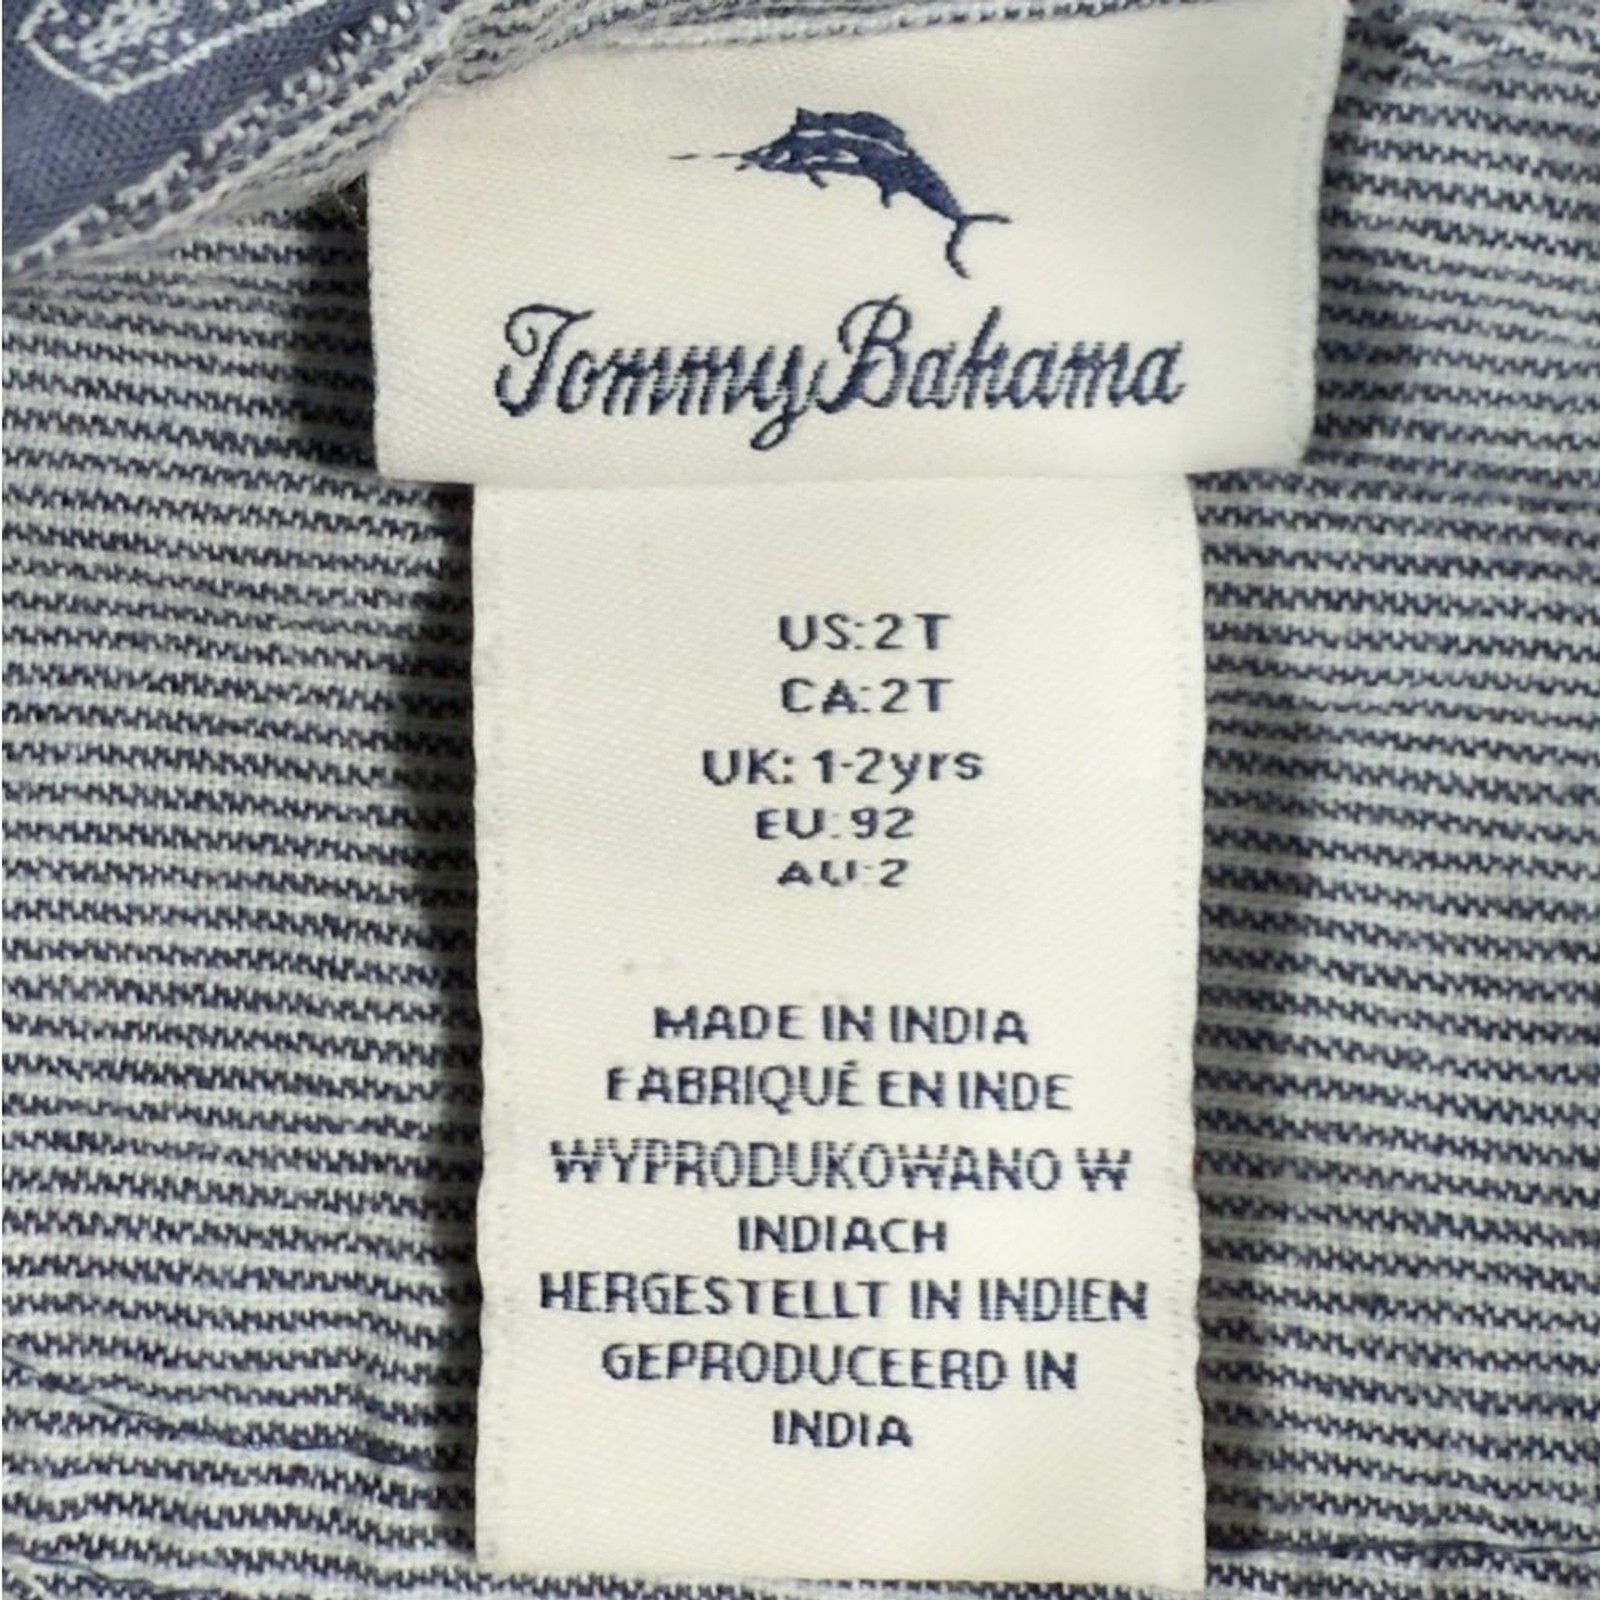 Tommy Bahama
US:2T
CA:2T
UK: 1-2yrs
EU:92
AU:2
MADE IN INDIA
FABRIQUÉ EN INDE
WYPRODUKOWANO W
INDIACH
HERGESTELLT IN INDIEN
GEPRODUCEERD IN
INDIA